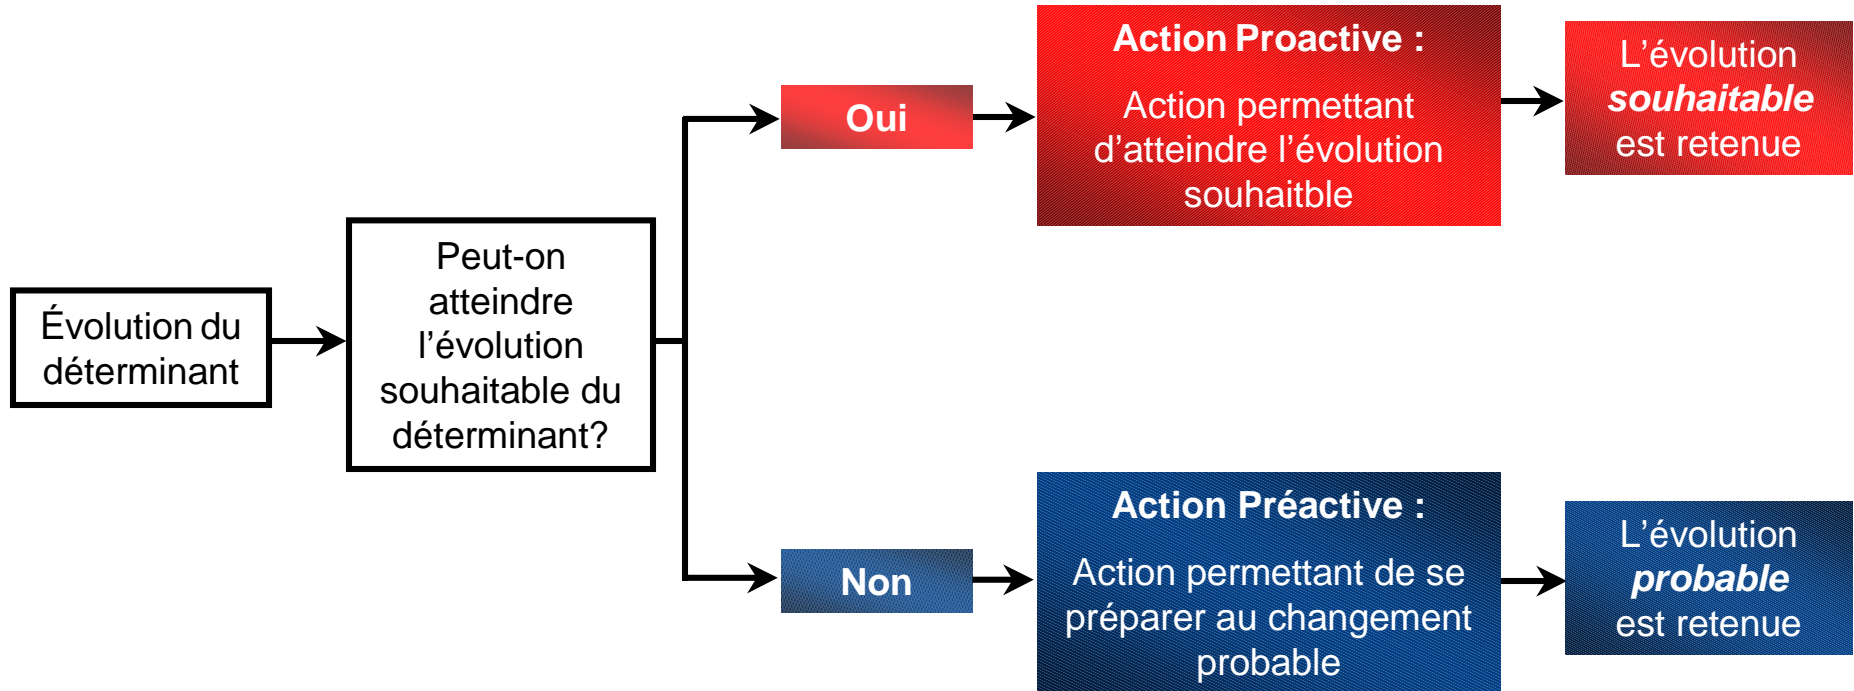 Évolution du
déterminant
Peut-on
atteindre
l’évolution
souhaitable du
déterminant?
Oui
Action Proactive :
Action permettant
d’atteindre l’évolution
souhaitble
L’évolution
souhaitable
est retenue
Non
Action Préactive :
Action permettant de se
préparer au changement
probable
L’évolution
probable
est retenue